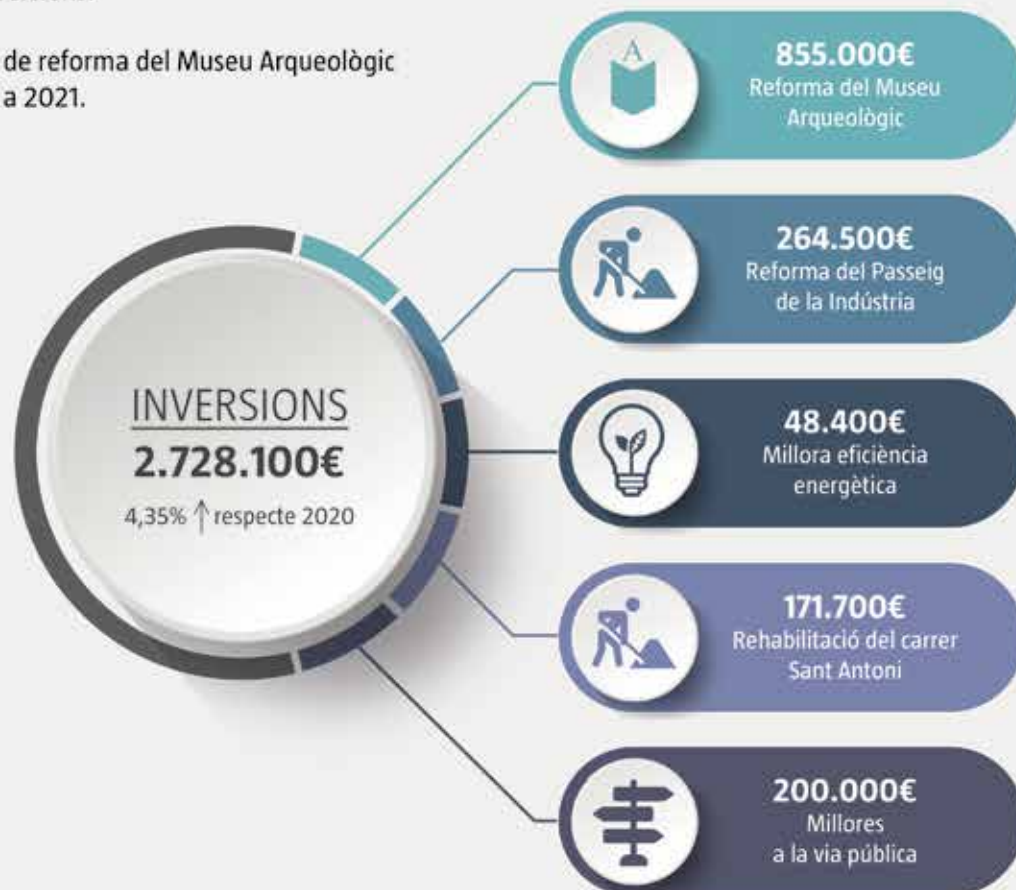 de reforma del Museu Arqueològic
a 2021.
855.000€
Reforma del Museu
Arqueològic
264.500€
Reforma del Passeig
de la Indústria
INVERSIONS
2.728.100€
4,35% ↑ respecte 2020
48.400€
Millora eficiència
energètica
171.700€
Rehabilitació del carrer
Sant Antoni
200.000€
Millores
a la via pública